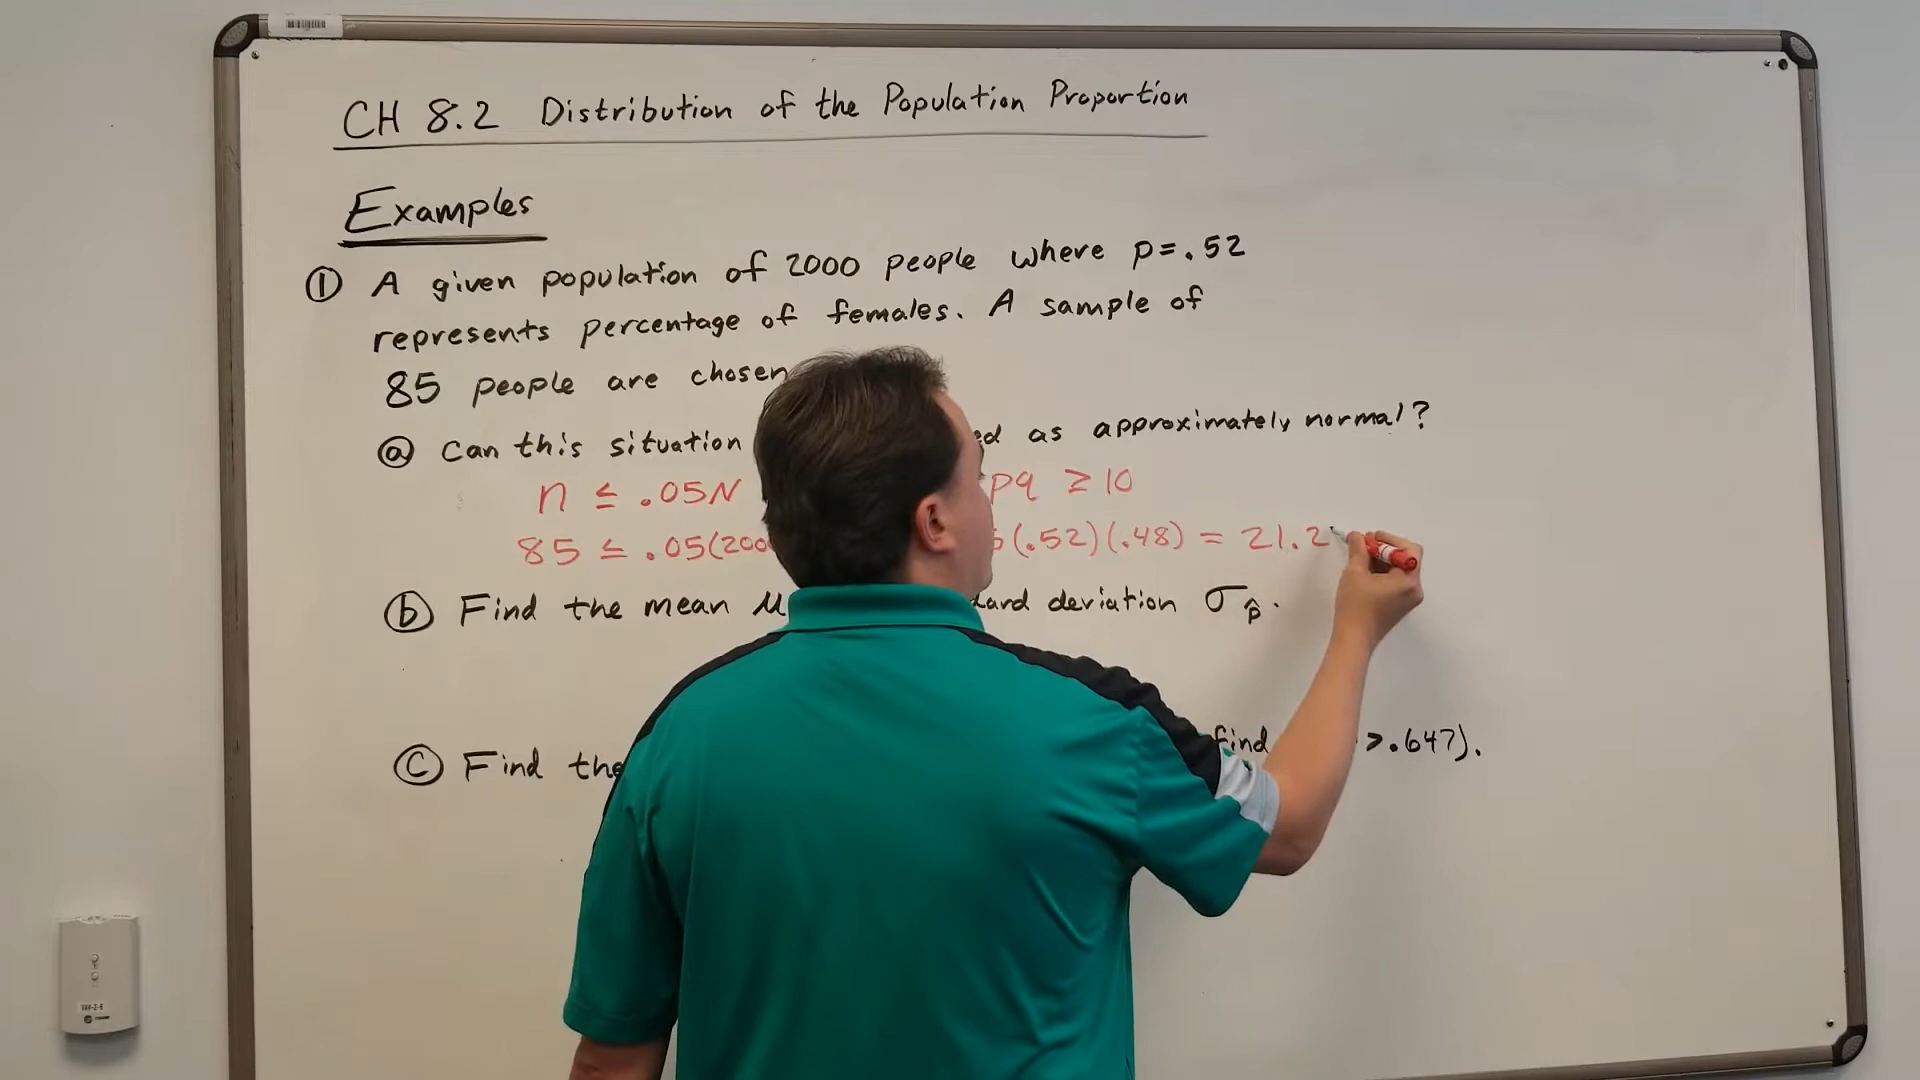 CH 8.2 Distribution of the Population Proportion
Examples
① A given population of 2000 people where p=.52
represents percentage of females. A sample of
85 people are chosen
ⓐ Can this situation as approximately normal?
n ≤ .05N pq ≥ 10
85 ≤ .05(200 (.52)(.48) = 21.2
ⓑ Find the mean μ deviation σp̂.
ⓒ Find the find >.647).